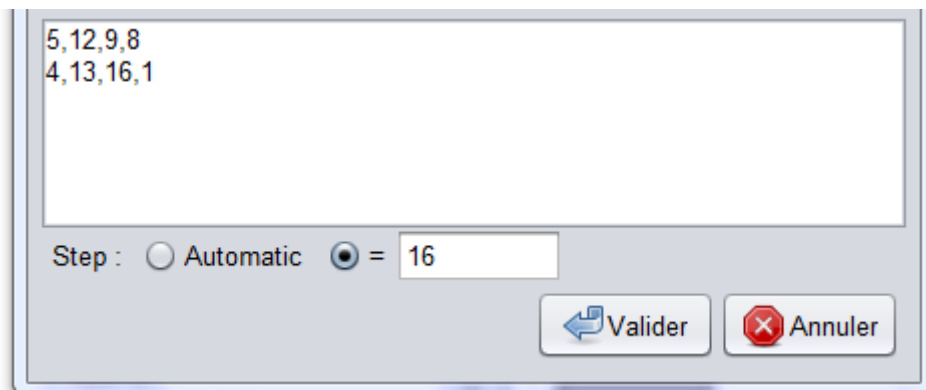 5,12,9,8
4,13,16,1
Step : Automatic = 16
Valider Annuler